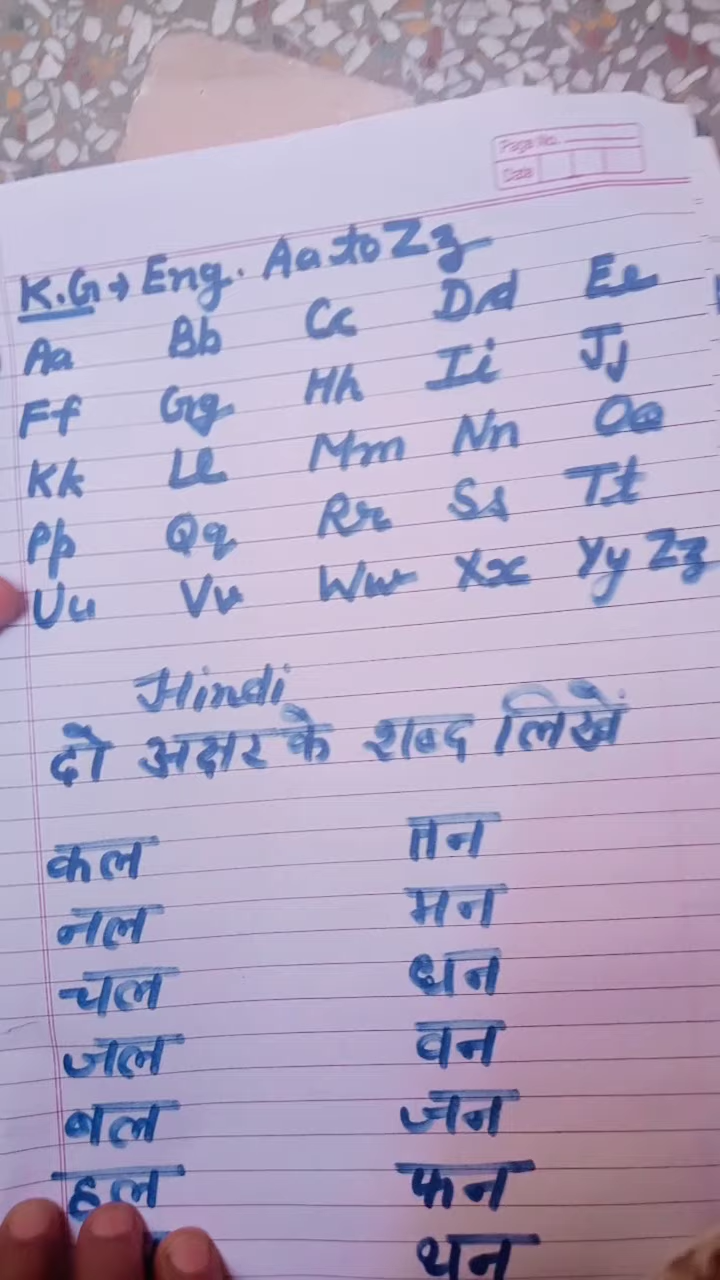 Page No.
Date
K.G → Eng. Aa to Zz
Aa Bb Cc Dd Ee
Ff Gg Hh Ii Jj
Kk Ll Mm Nn Oo
Pp Qq Rr Ss Tt
Uu Vv Ww Xx Yy Zz
Hindi
दो अक्षर के शब्द लिखें
कल तन
नल मन
चल धन
जल वन
बल जन
हल फन
थन